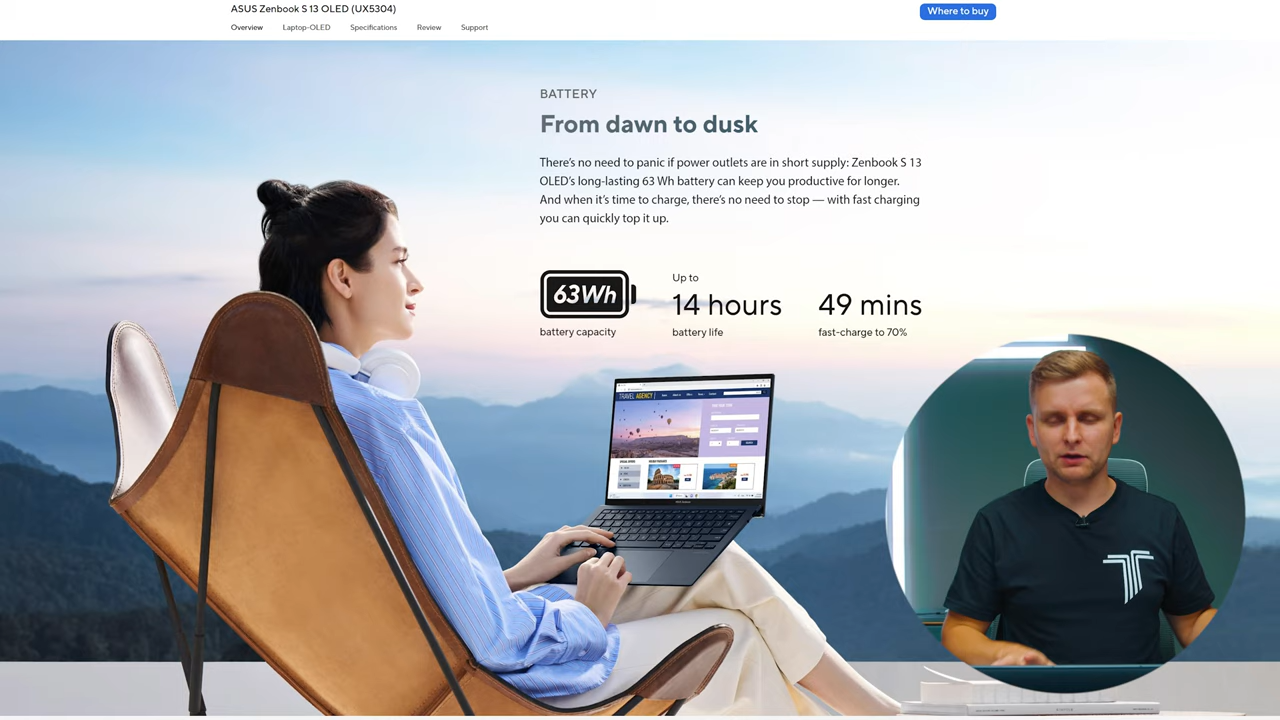 ASUS Zenbook S 13 OLED (UX5304)
Where to buy
Overview
Laptop-OLED
Specifications
Review
Support
BATTERY
From dawn to dusk
There's no need to panic if power outlets are in short supply: Zenbook S 13
OLED's long-lasting 63 Wh battery can keep you productive for longer.
And when it's time to charge, there's no need to stop — with fast charging
you can quickly top it up.
63Wh
battery capacity
Up to
14 hours
battery life
49 mins
fast-charge to 70%
TRAVEL AGENCY